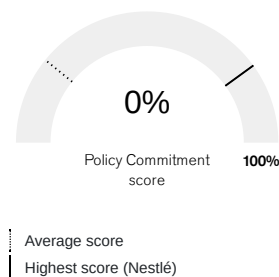 0%
Policy Commitment
score
100%
Average score
Highest score (Nestlé)